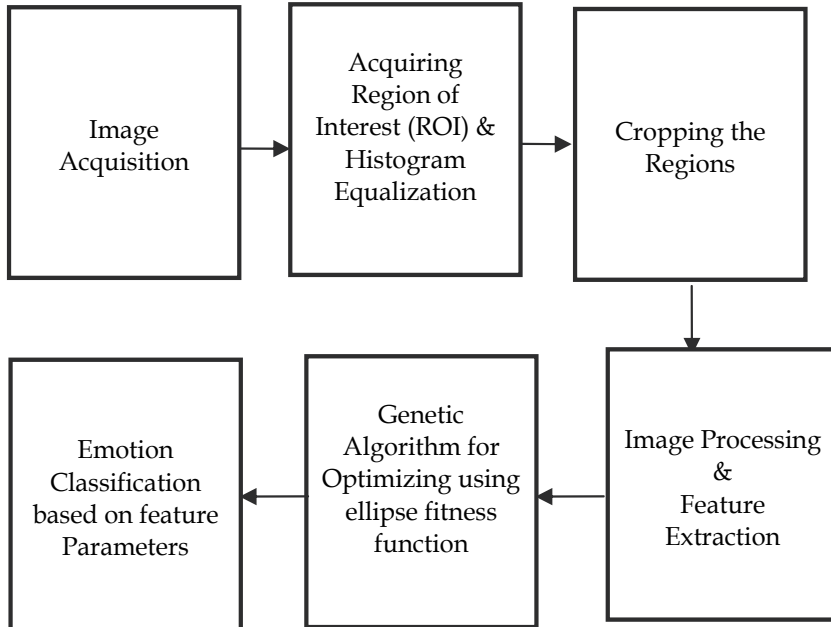 Image
Acquisition
Acquiring
Region of
Interest (ROI) &
Histogram
Equalization
Cropping the
Regions
Image Processing
&
Feature
Extraction
Genetic
Algorithm for
Optimizing using
ellipse fitness
function
Emotion
Classification
based on feature
Parameters